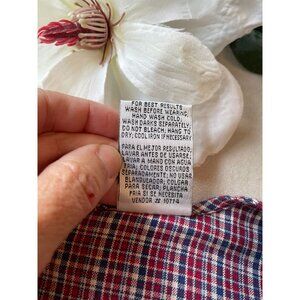 FOR BEST RESULTS
WASH BEFORE WEARING,
HAND WASH COLD,
WASH DARKS SEPARATELY;
DO NOT BLEACH; HANG TO
DRY; COOL IRON IF NECESSARY
PARA EL MEJOR RESULTADO;
LAVAR ANTES DE USARSE,
LAVAR A MANO CON AGUA
FRIA; COLORES OSCUROS
SEPARADAMENTE; NO USAR
BLANQUEADOR; COLGAR
PARA SECAR; PLANCHA
FRIA SI SE NECESITA
VENDOR # 10774